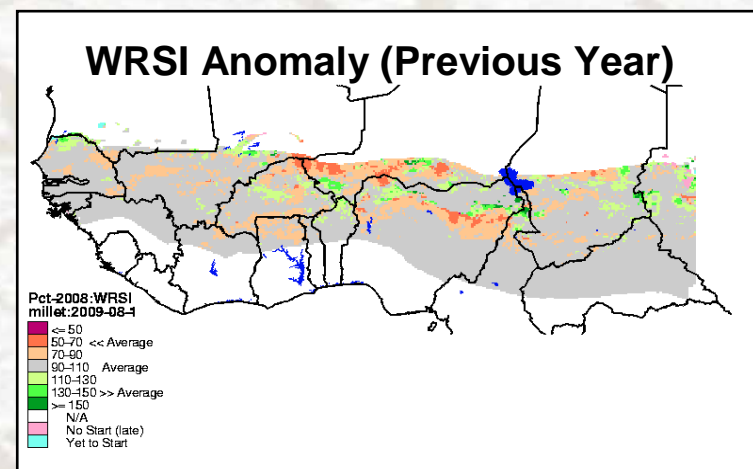 WRSI Anomaly (Previous Year)
Pct-2008:WRSI
millet:2009-08-1
<= 50
50-70 << Average
70-90
90-110 Average
110-130
130-150 >> Average
>= 150
N/A
No Start (late)
Yet to Start